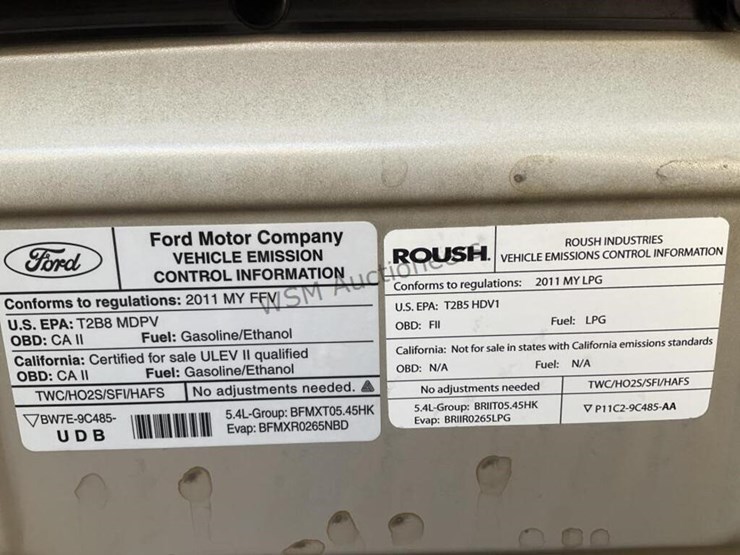 Ford
Ford Motor Company
VEHICLE EMISSION
CONTROL INFORMATION
Conforms to regulations: 2011 MY FFV
U.S. EPA: T2B8 MDPV
OBD: CA II Fuel: Gasoline/Ethanol
California: Certified for sale ULEV II qualified
OBD: CA II Fuel: Gasoline/Ethanol
TWC/HO2S/SFI/HAFS No adjustments needed.
BW7E-9C485-
U D B
5.4L-Group: BFMXT05.45HK
Evap: BFMXR0265NBD
ROUSH.
ROUSH INDUSTRIES
VEHICLE EMISSIONS CONTROL INFORMATION
Conforms to regulations: 2011 MY LPG
U.S. EPA: T2B5 HDV1
OBD: FII Fuel: LPG
California: Not for sale in states with California emissions standards
OBD: N/A Fuel: N/A
No adjustments needed TWC/HO2S/SFI/HAFS
5.4L-Group: BRIIT05.45HK
Evap: BRIIR0265LPG
P11C2-9C485-AA
WSM Auctioneers